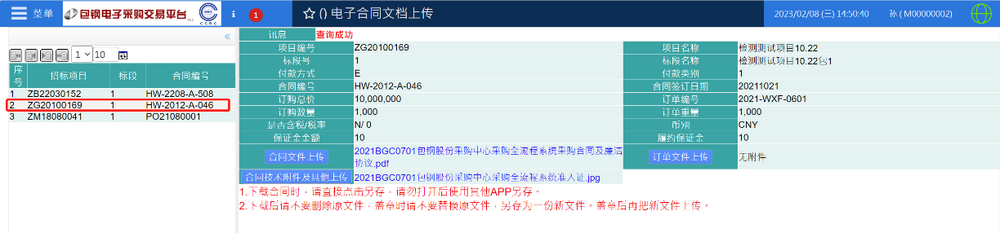 菜单 包钢电子采购交易平台 CCNC i 1 () 电子合同文档上传 2023/02/08 (三) 14:50:40 孙 ( M00000002)
«
讯息 查询成功
项目编号 ZG20100169 项目名称 检测测试项目10.22
标段号 1 标段名称 检测测试项目10.22包1
付款方式 E 付款类别 1
合同编号 HW-2012-A-046 合同签订日期 20211021
订购总价 10,000,000 订单编号 2021-WXF-0601
订购数量 1,000 订单重量 1,000
是否含税/税率 N/ 0 币别 CNY
保证金金额 10 履约保证金 10
合同文件上传 2021BGC0701包钢股份采购中心采购全流程系统采购合同及廉洁
协议.pdf
订单文件上传 无附件
合同技术附件及其他上传 2021BGC0701包钢股份采购中心采购全流程系统准入证.jpg
1.下载合同时，请直接点击另存，请勿打开后使用其他APP另存。
2.下载后请不要删除原文件，盖章时请不要替换原文件，另存为一份新文件。盖章后再把新文件上传。
1 10
序号 招标项目 标段 合同编号
1 ZB22030152 1 HW-2208-A-508
2 ZG20100169 1 HW-2012-A-046
3 ZM18080041 1 PO21080001